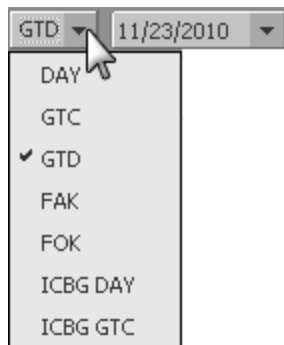 GTD 11/23/2010
DAY
GTC
GTD
FAK
FOK
ICBG DAY
ICBG GTC